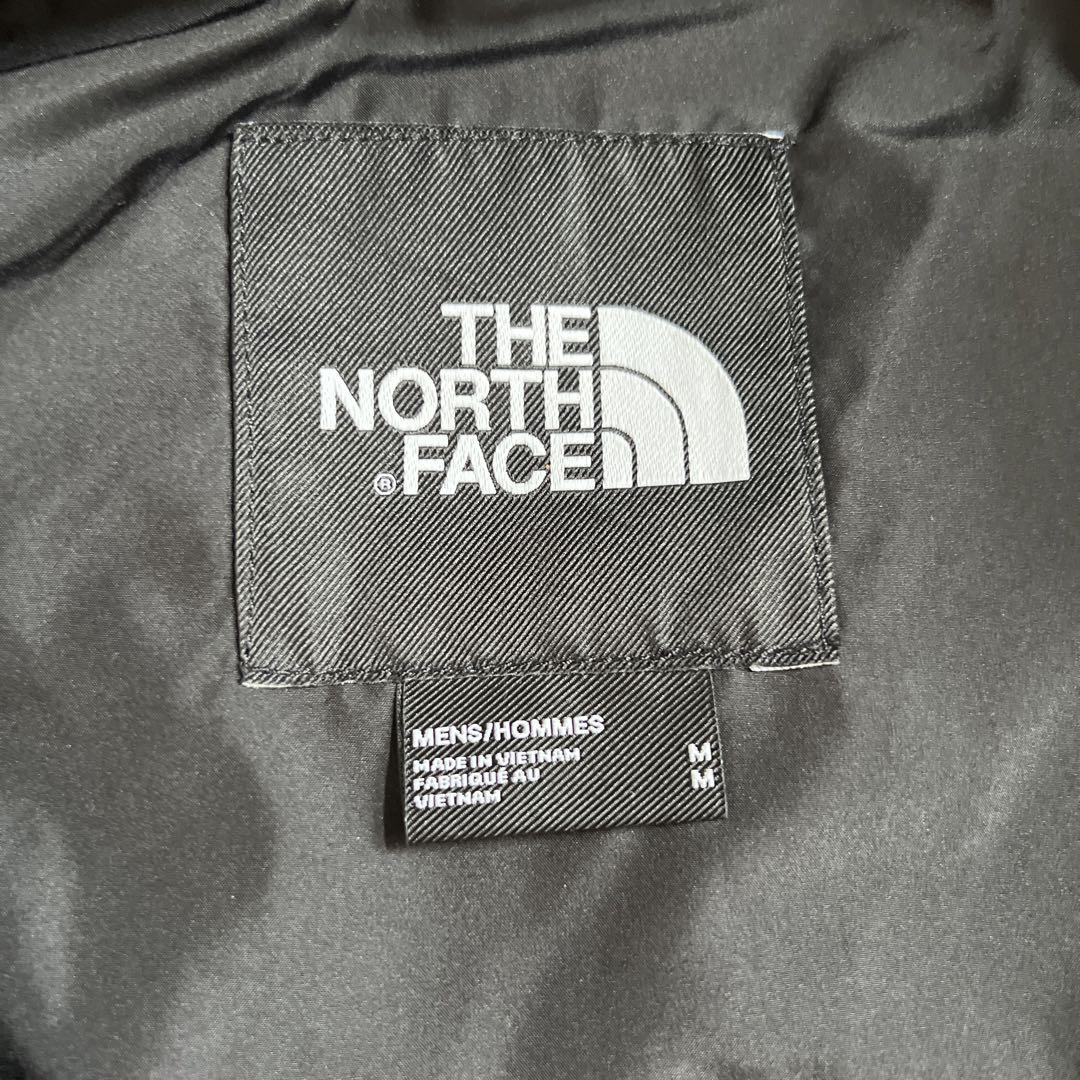 THE
NORTH
®FACE
MENS/HOMMES
MADE IN VIETNAM M
FABRIQUÉ AU M
VIETNAM